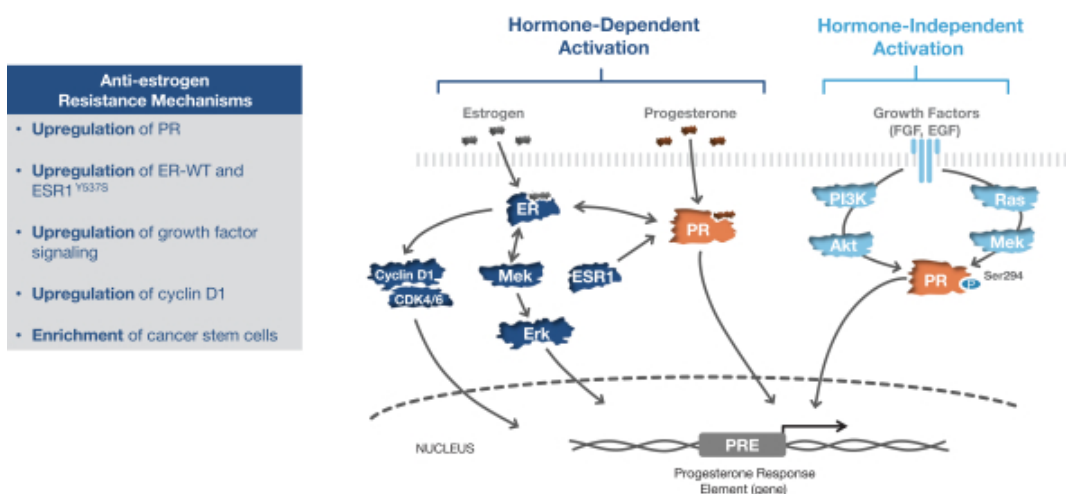 Anti-estrogen
Resistance Mechanisms
• Upregulation of PR
• Upregulation of ER-WT and
ESR1 Y537S
• Upregulation of growth factor
signaling
• Upregulation of cyclin D1
• Enrichment of cancer stem cells
Hormone-Dependent
Activation
Hormone-Independent
Activation
Estrogen
Progesterone
Growth Factors
(FGF, EGF)
ER
PR
PI3K
Ras
Akt
Mek
Cyclin D1
CDK4/6
Mek
ESR1
Erk
PR
P
Ser294
NUCLEUS
PRE
Progesterone Response
Element (gene)